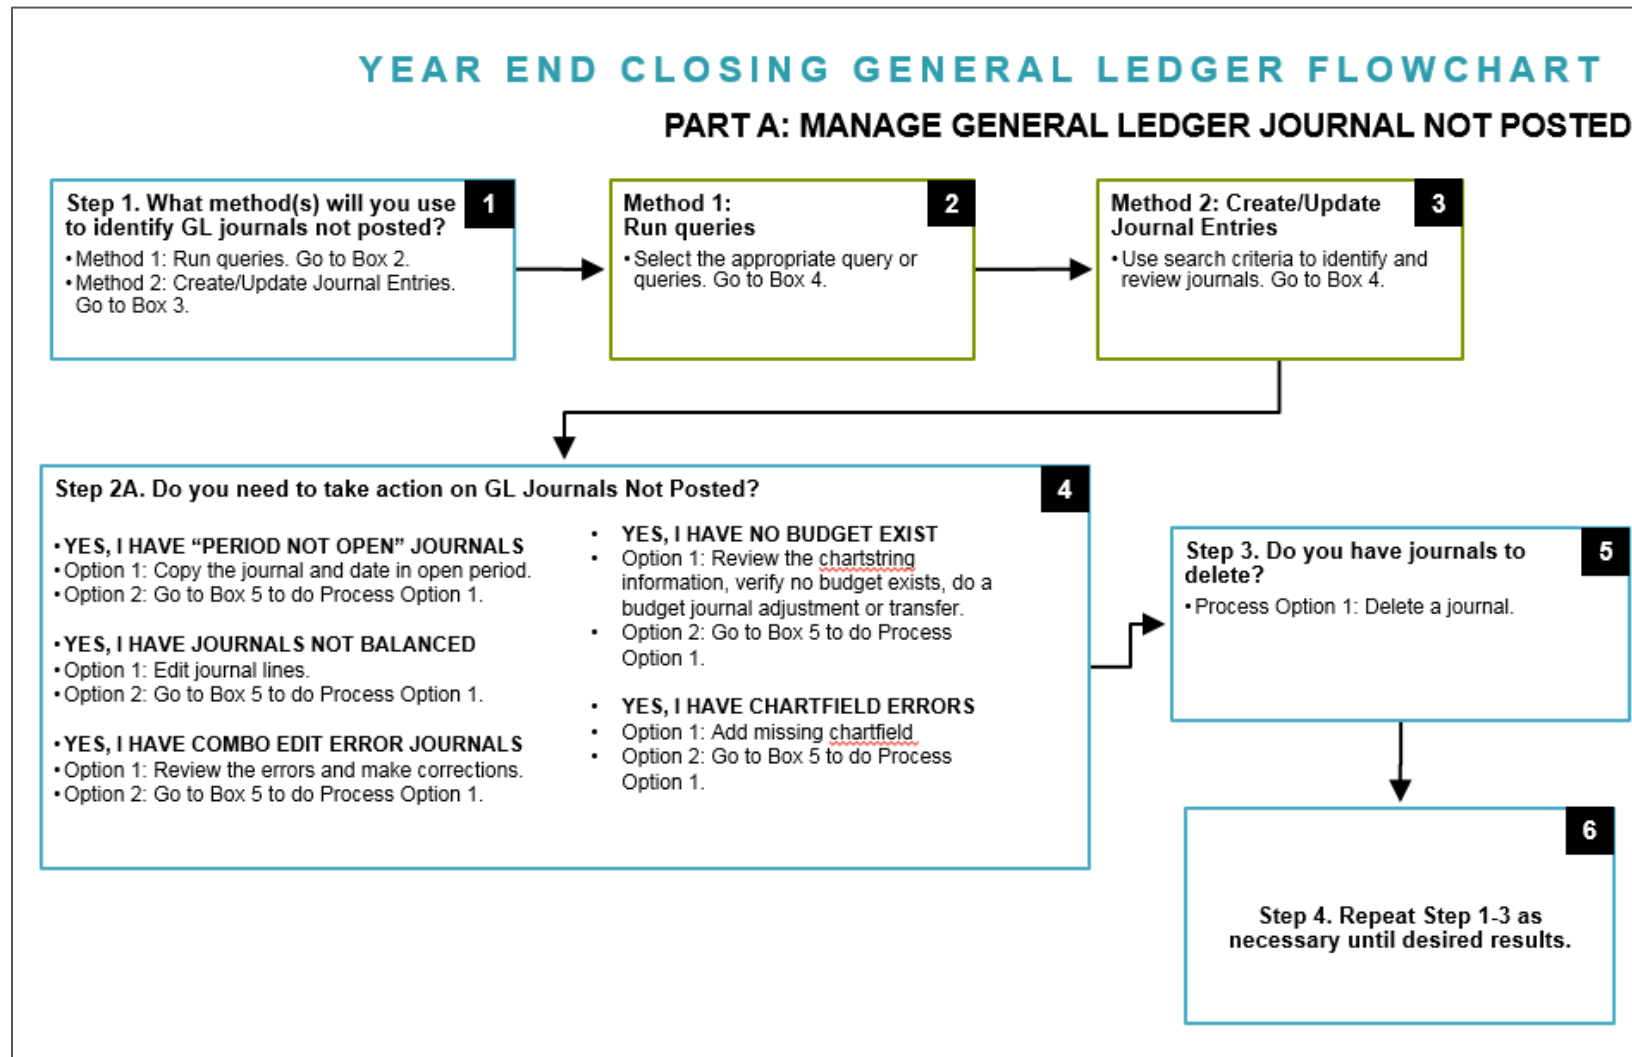 YEAR END CLOSING GENERAL LEDGER FLOWCHART
PART A: MANAGE GENERAL LEDGER JOURNAL NOT POSTED
Step 1. What method(s) will you use
to identify GL journals not posted?
1
• Method 1: Run queries. Go to Box 2.
• Method 2: Create/Update Journal Entries.
Go to Box 3.
Method 1:
Run queries
2
• Select the appropriate query or
queries. Go to Box 4.
Method 2: Create/Update
Journal Entries
3
• Use search criteria to identify and
review journals. Go to Box 4.
Step 2A. Do you need to take action on GL Journals Not Posted?
4
• YES, I HAVE “PERIOD NOT OPEN” JOURNALS
• Option 1: Copy the journal and date in open period.
• Option 2: Go to Box 5 to do Process Option 1.
• YES, I HAVE JOURNALS NOT BALANCED
• Option 1: Edit journal lines.
• Option 2: Go to Box 5 to do Process Option 1.
• YES, I HAVE COMBO EDIT ERROR JOURNALS
• Option 1: Review the errors and make corrections.
• Option 2: Go to Box 5 to do Process Option 1.
• YES, I HAVE NO BUDGET EXIST
• Option 1: Review the chartstring
information, verify no budget exists, do a
budget journal adjustment or transfer.
• Option 2: Go to Box 5 to do Process
Option 1.
• YES, I HAVE CHARTFIELD ERRORS
• Option 1: Add missing chartfield
• Option 2: Go to Box 5 to do Process
Option 1.
Step 3. Do you have journals to
delete?
5
• Process Option 1: Delete a journal.
6
Step 4. Repeat Step 1-3 as
necessary until desired results.